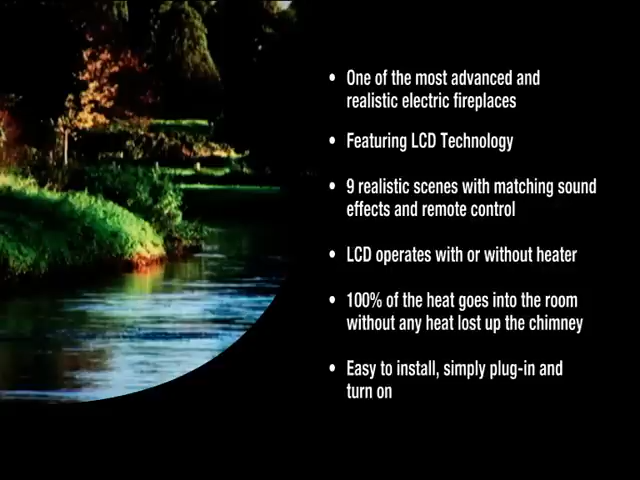 • One of the most advanced and
realistic electric fireplaces
• Featuring LCD Technology
• 9 realistic scenes with matching sound
effects and remote control
• LCD operates with or without heater
• 100% of the heat goes into the room
without any heat lost up the chimney
• Easy to install, simply plug-in and
turn on